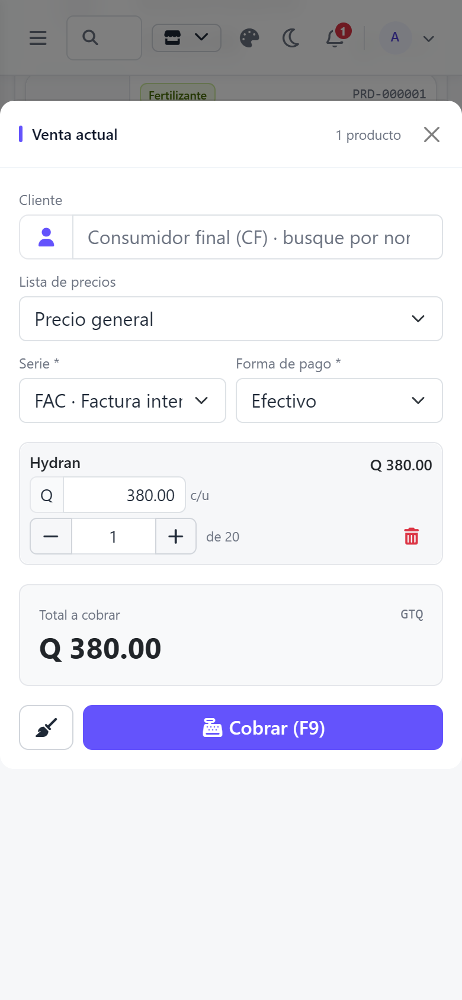 1
A
Fertilizante
PRD-000001
Venta actual
1 producto
Cliente
Consumidor final (CF) · busque por nor
Lista de precios
Precio general
Serie *
Forma de pago *
FAC · Factura inter
Efectivo
Hydran
Q 380.00
Q 380.00 c/u
1 de 20
Total a cobrar
GTQ
Q 380.00
Cobrar (F9)